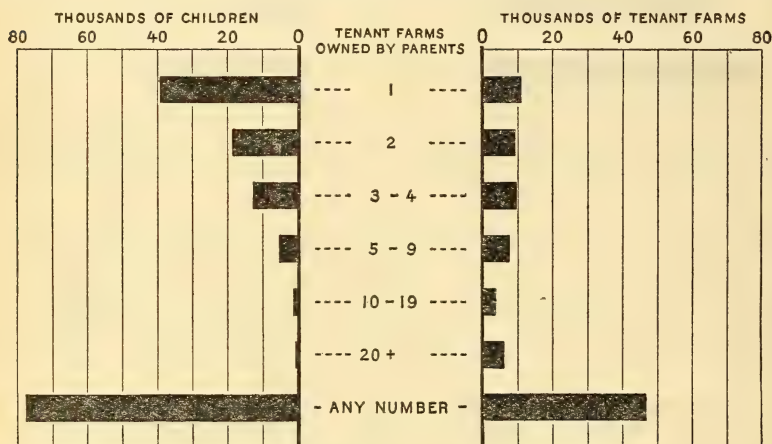 THOUSANDS OF CHILDREN
80 60 40 20 0
TENANT FARMS
OWNED BY PARENTS
THOUSANDS OF TENANT FARMS
0 20 40 60 80
---- 1 ----
---- 2 ----
---- 3 - 4 ----
---- 5 - 9 ----
---- 10 - 19 ----
---- 20 + ----
- ANY NUMBER -